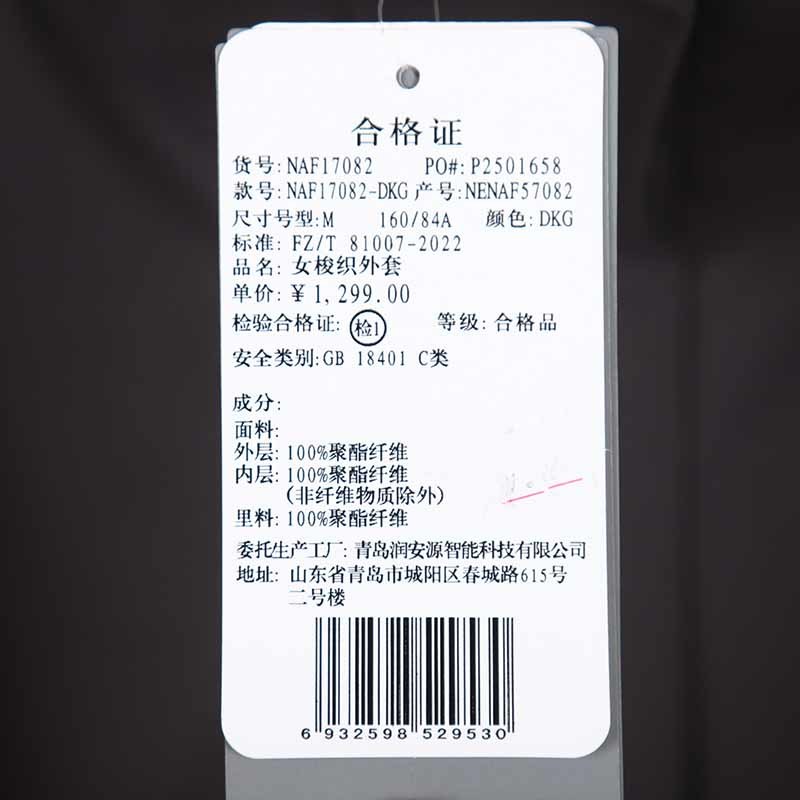 合格证
货号: NAF17082 PO#: P2501658
款号: NAF17082-DKG 产号: NENAF57082
尺寸号型: M 160/84A 颜色: DKG
标准: FZ/T 81007-2022
品名: 女梭织外套
单价: ¥1,299.00
检验合格证: 检1 等级: 合格品
安全类别: GB 18401 C类
成分:
面料:
外层: 100%聚酯纤维
内层: 100%聚酯纤维
(非纤维物质除外)
里料: 100%聚酯纤维
委托生产工厂: 青岛润安源智能科技有限公司
地址: 山东省青岛市城阳区春城路615号
二号楼
6 932598 529530